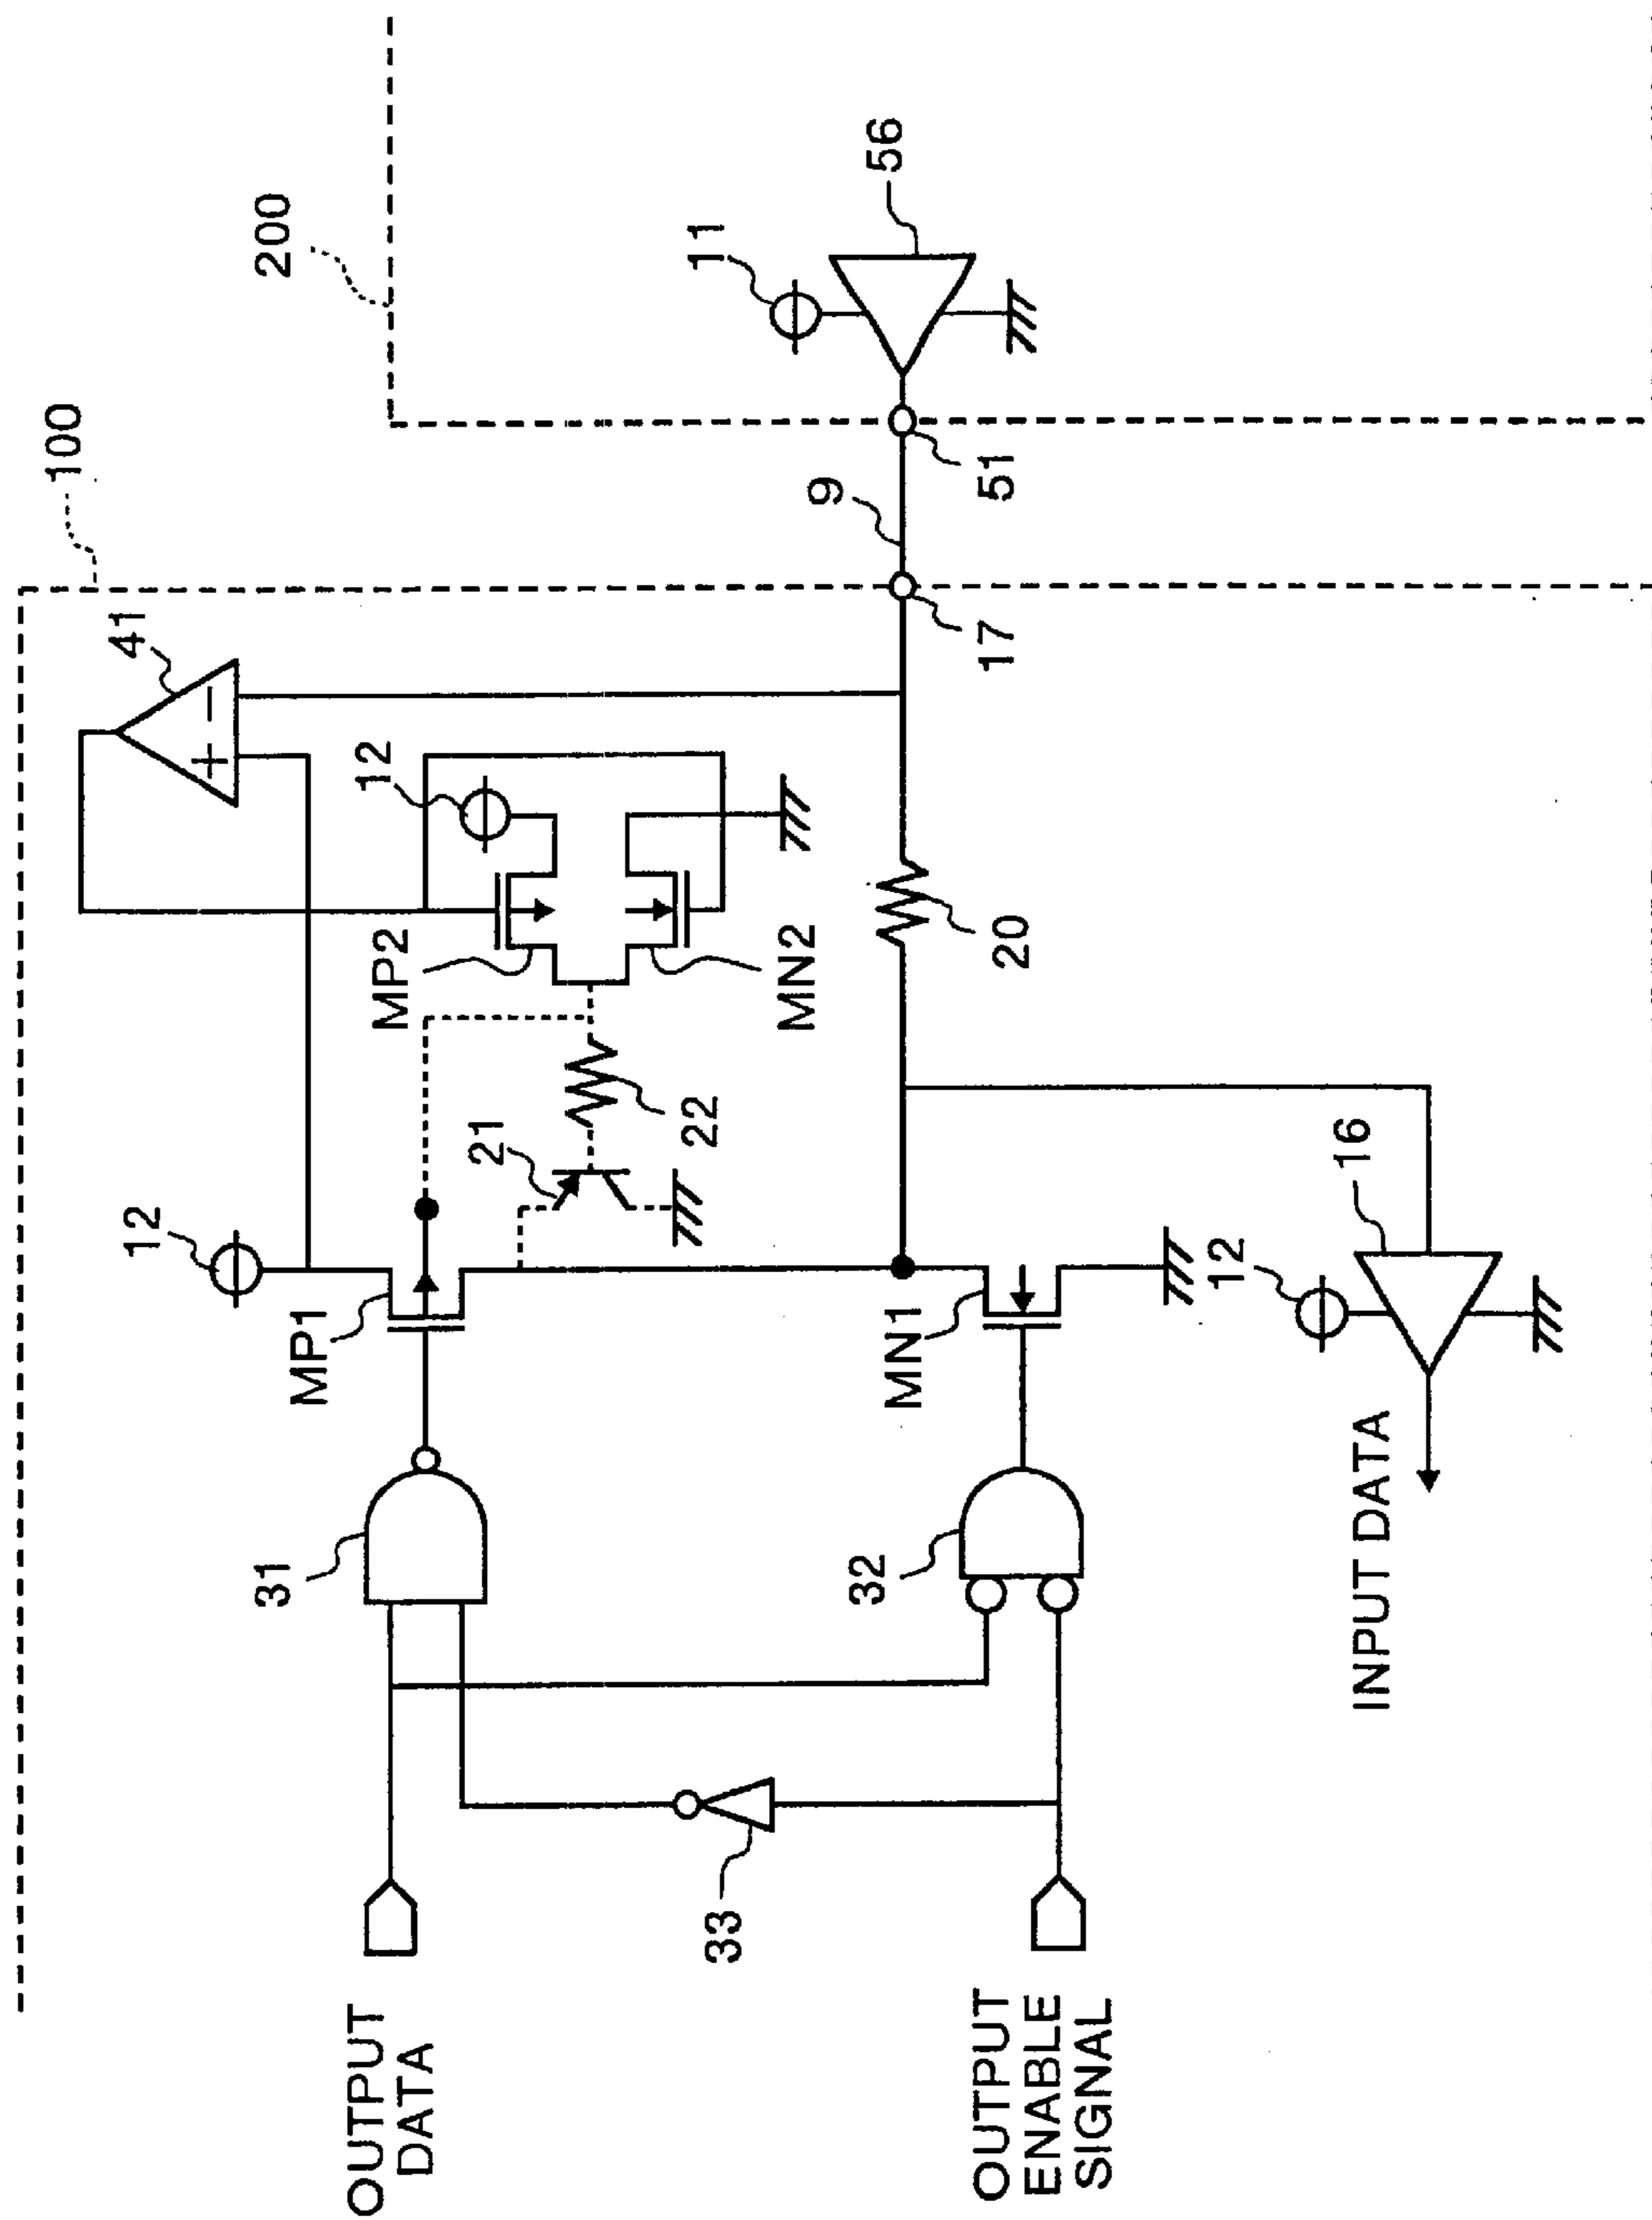 100
200
41
12
12
MP1
MP2
21
22
MN2
31
OUTPUT
DATA
33
32
MN1
20
9
17
51
11
56
OUTPUT
ENABLE
SIGNAL
12
16
INPUT DATA
+
−